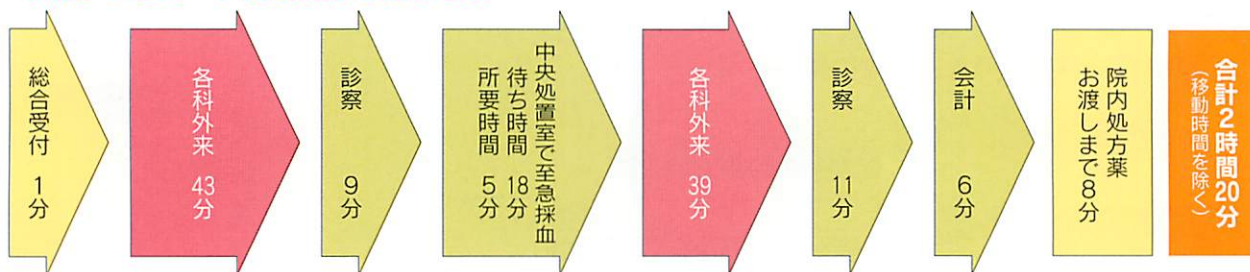 総合受付　1分
各科外来　43分
診察　9分
中央処置室で至急採血
待ち時間　18分
所要時間　5分
各科外来　39分
診察　11分
会計　6分
院内処方薬
お渡しまで8分
合計2時間20分
（移動時間を除く）